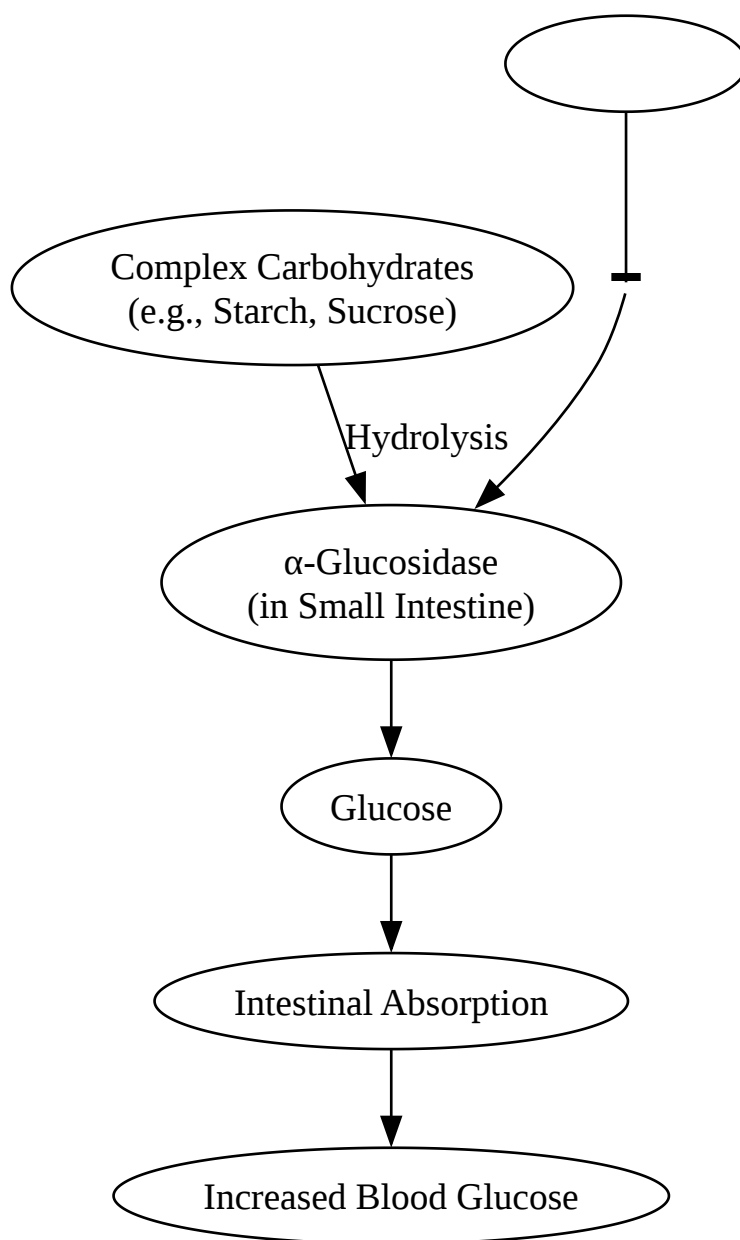 Complex Carbohydrates
(e.g., Starch, Sucrose)
Hydrolysis
α-Glucosidase
(in Small Intestine)
Glucose
Intestinal Absorption
Increased Blood Glucose